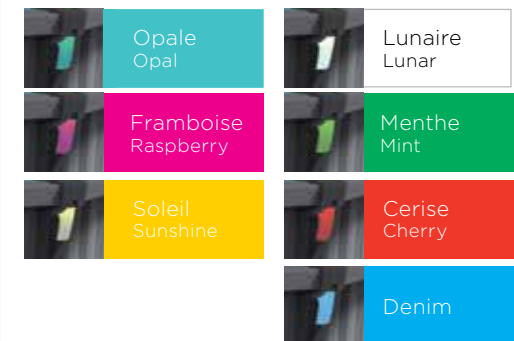 Opale
Opal
Lunaire
Lunar
Framboise
Raspberry
Menthe
Mint
Soleil
Sunshine
Cerise
Cherry
Denim